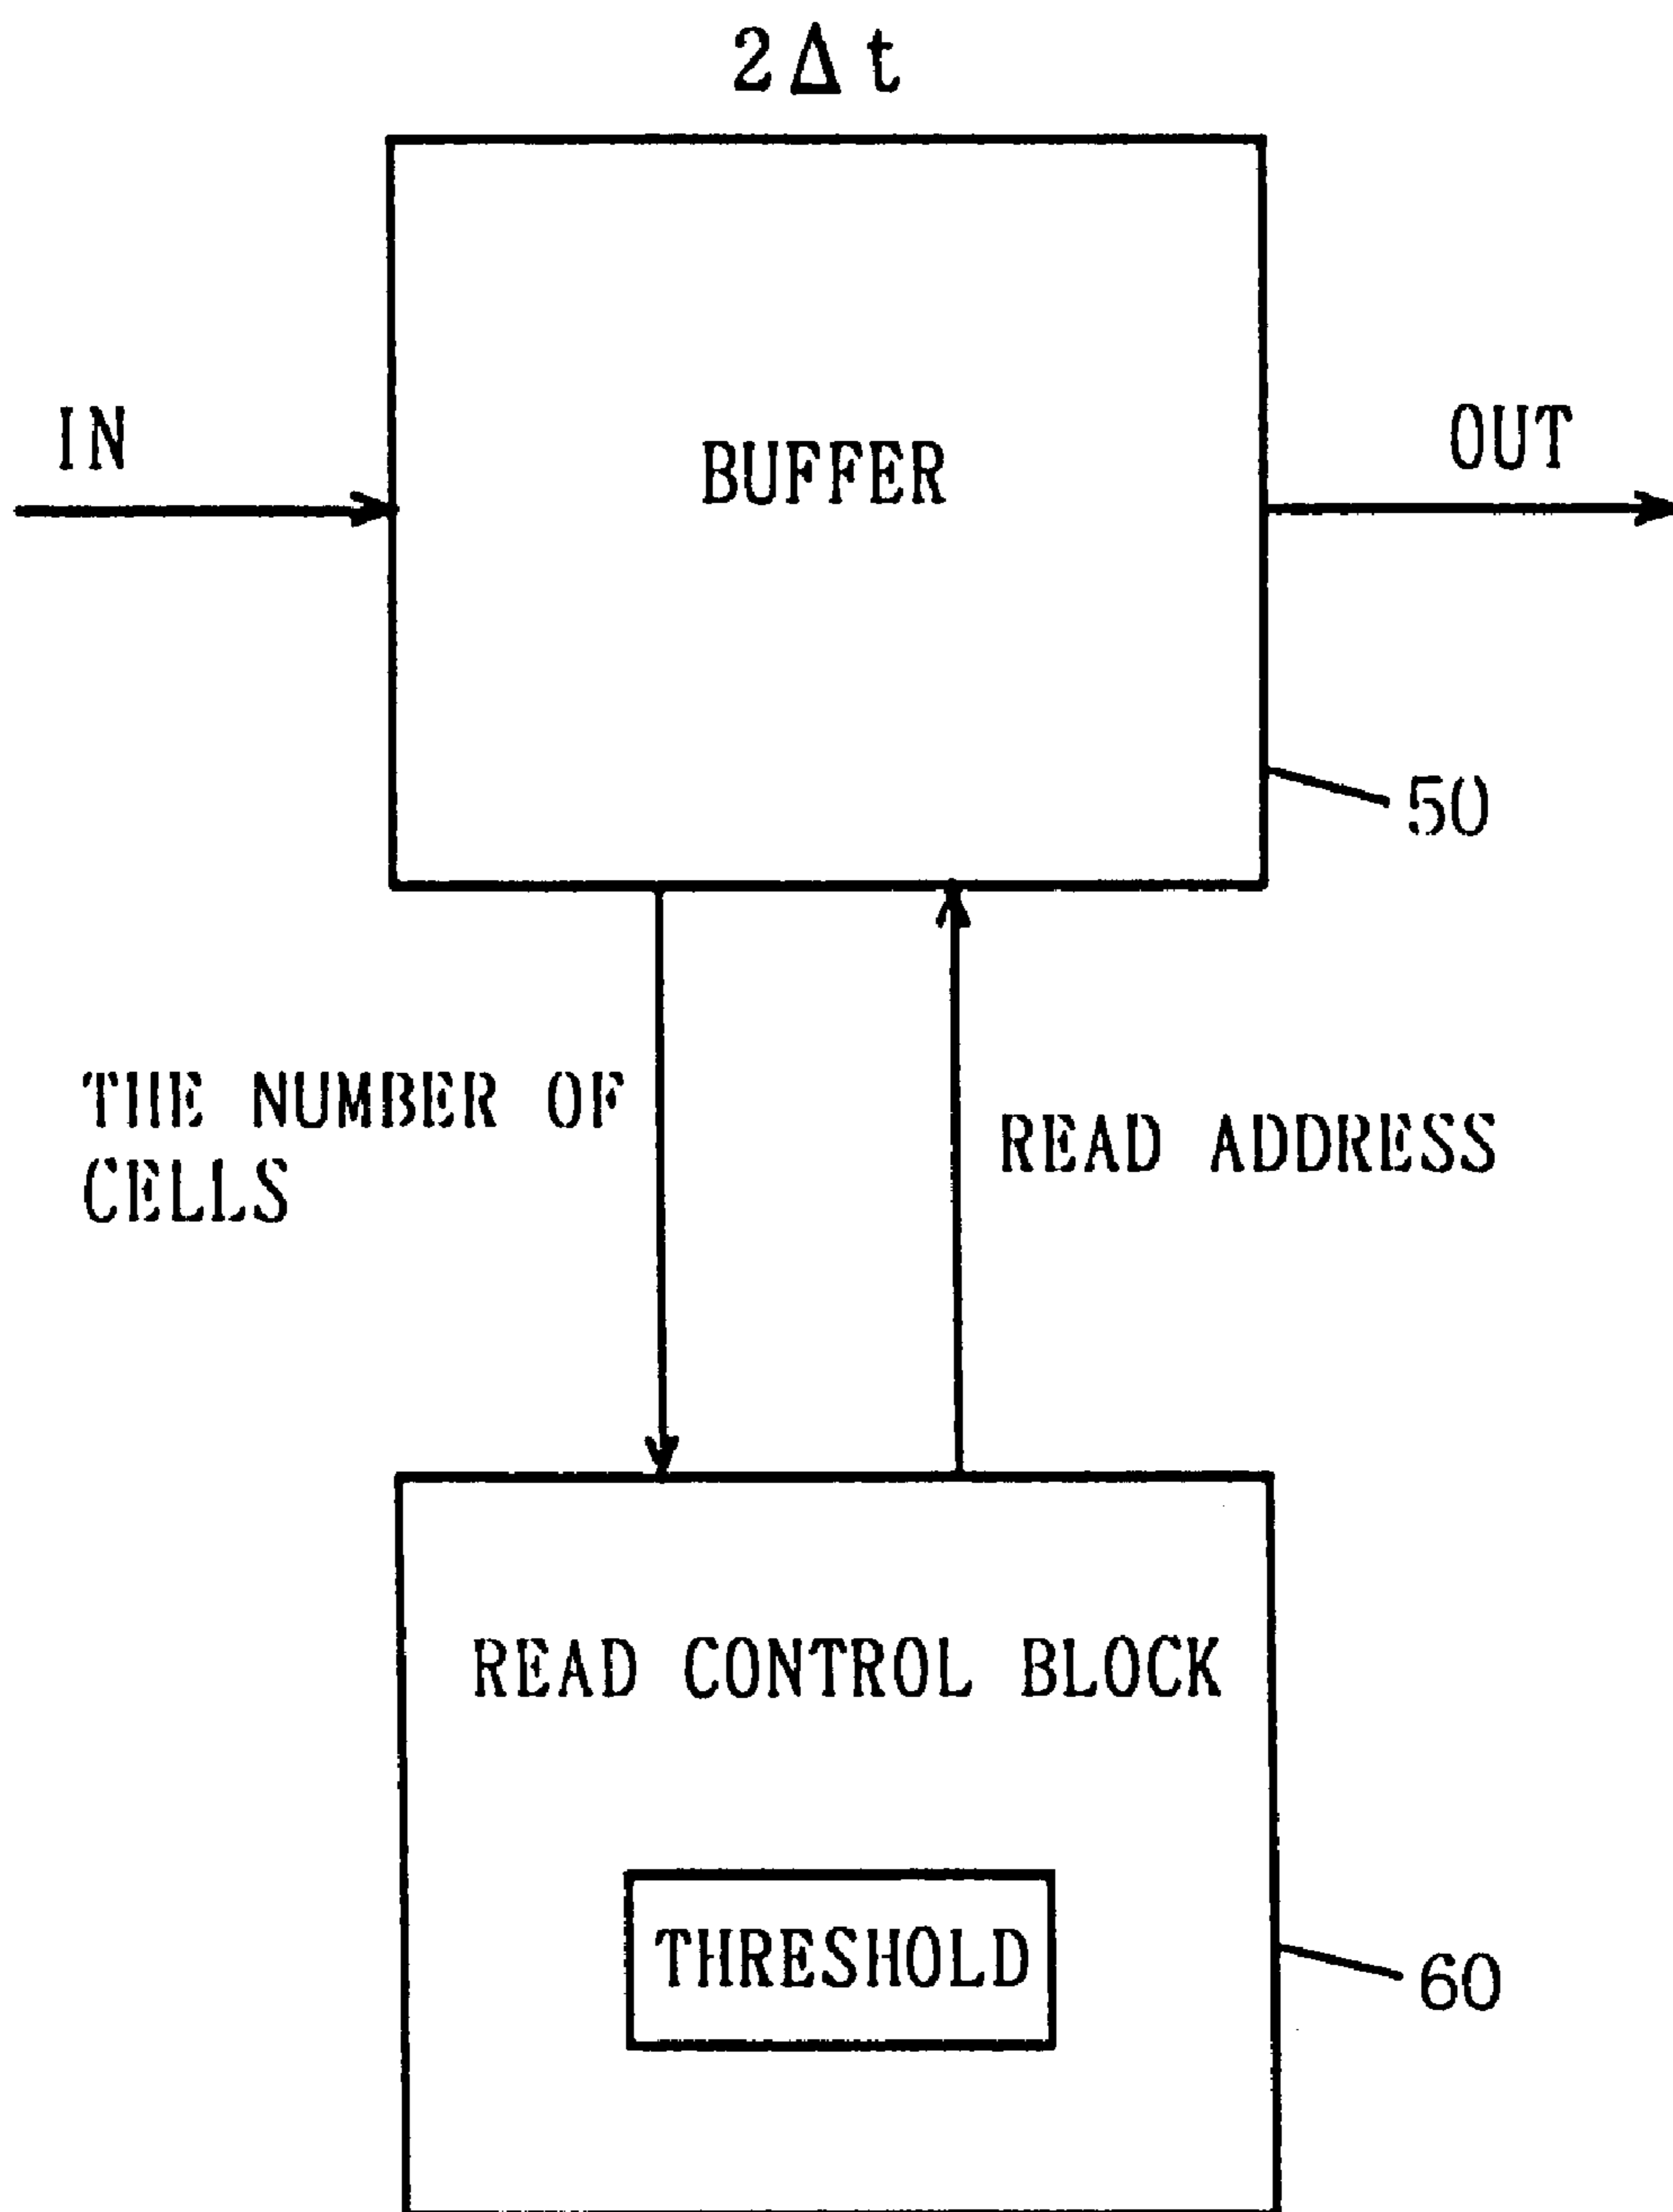 2Δt
IN
BUFFER
OUT
50
THE NUMBER OF
CELLS
READ ADDRESS
READ CONTROL BLOCK
THRESHOLD
60